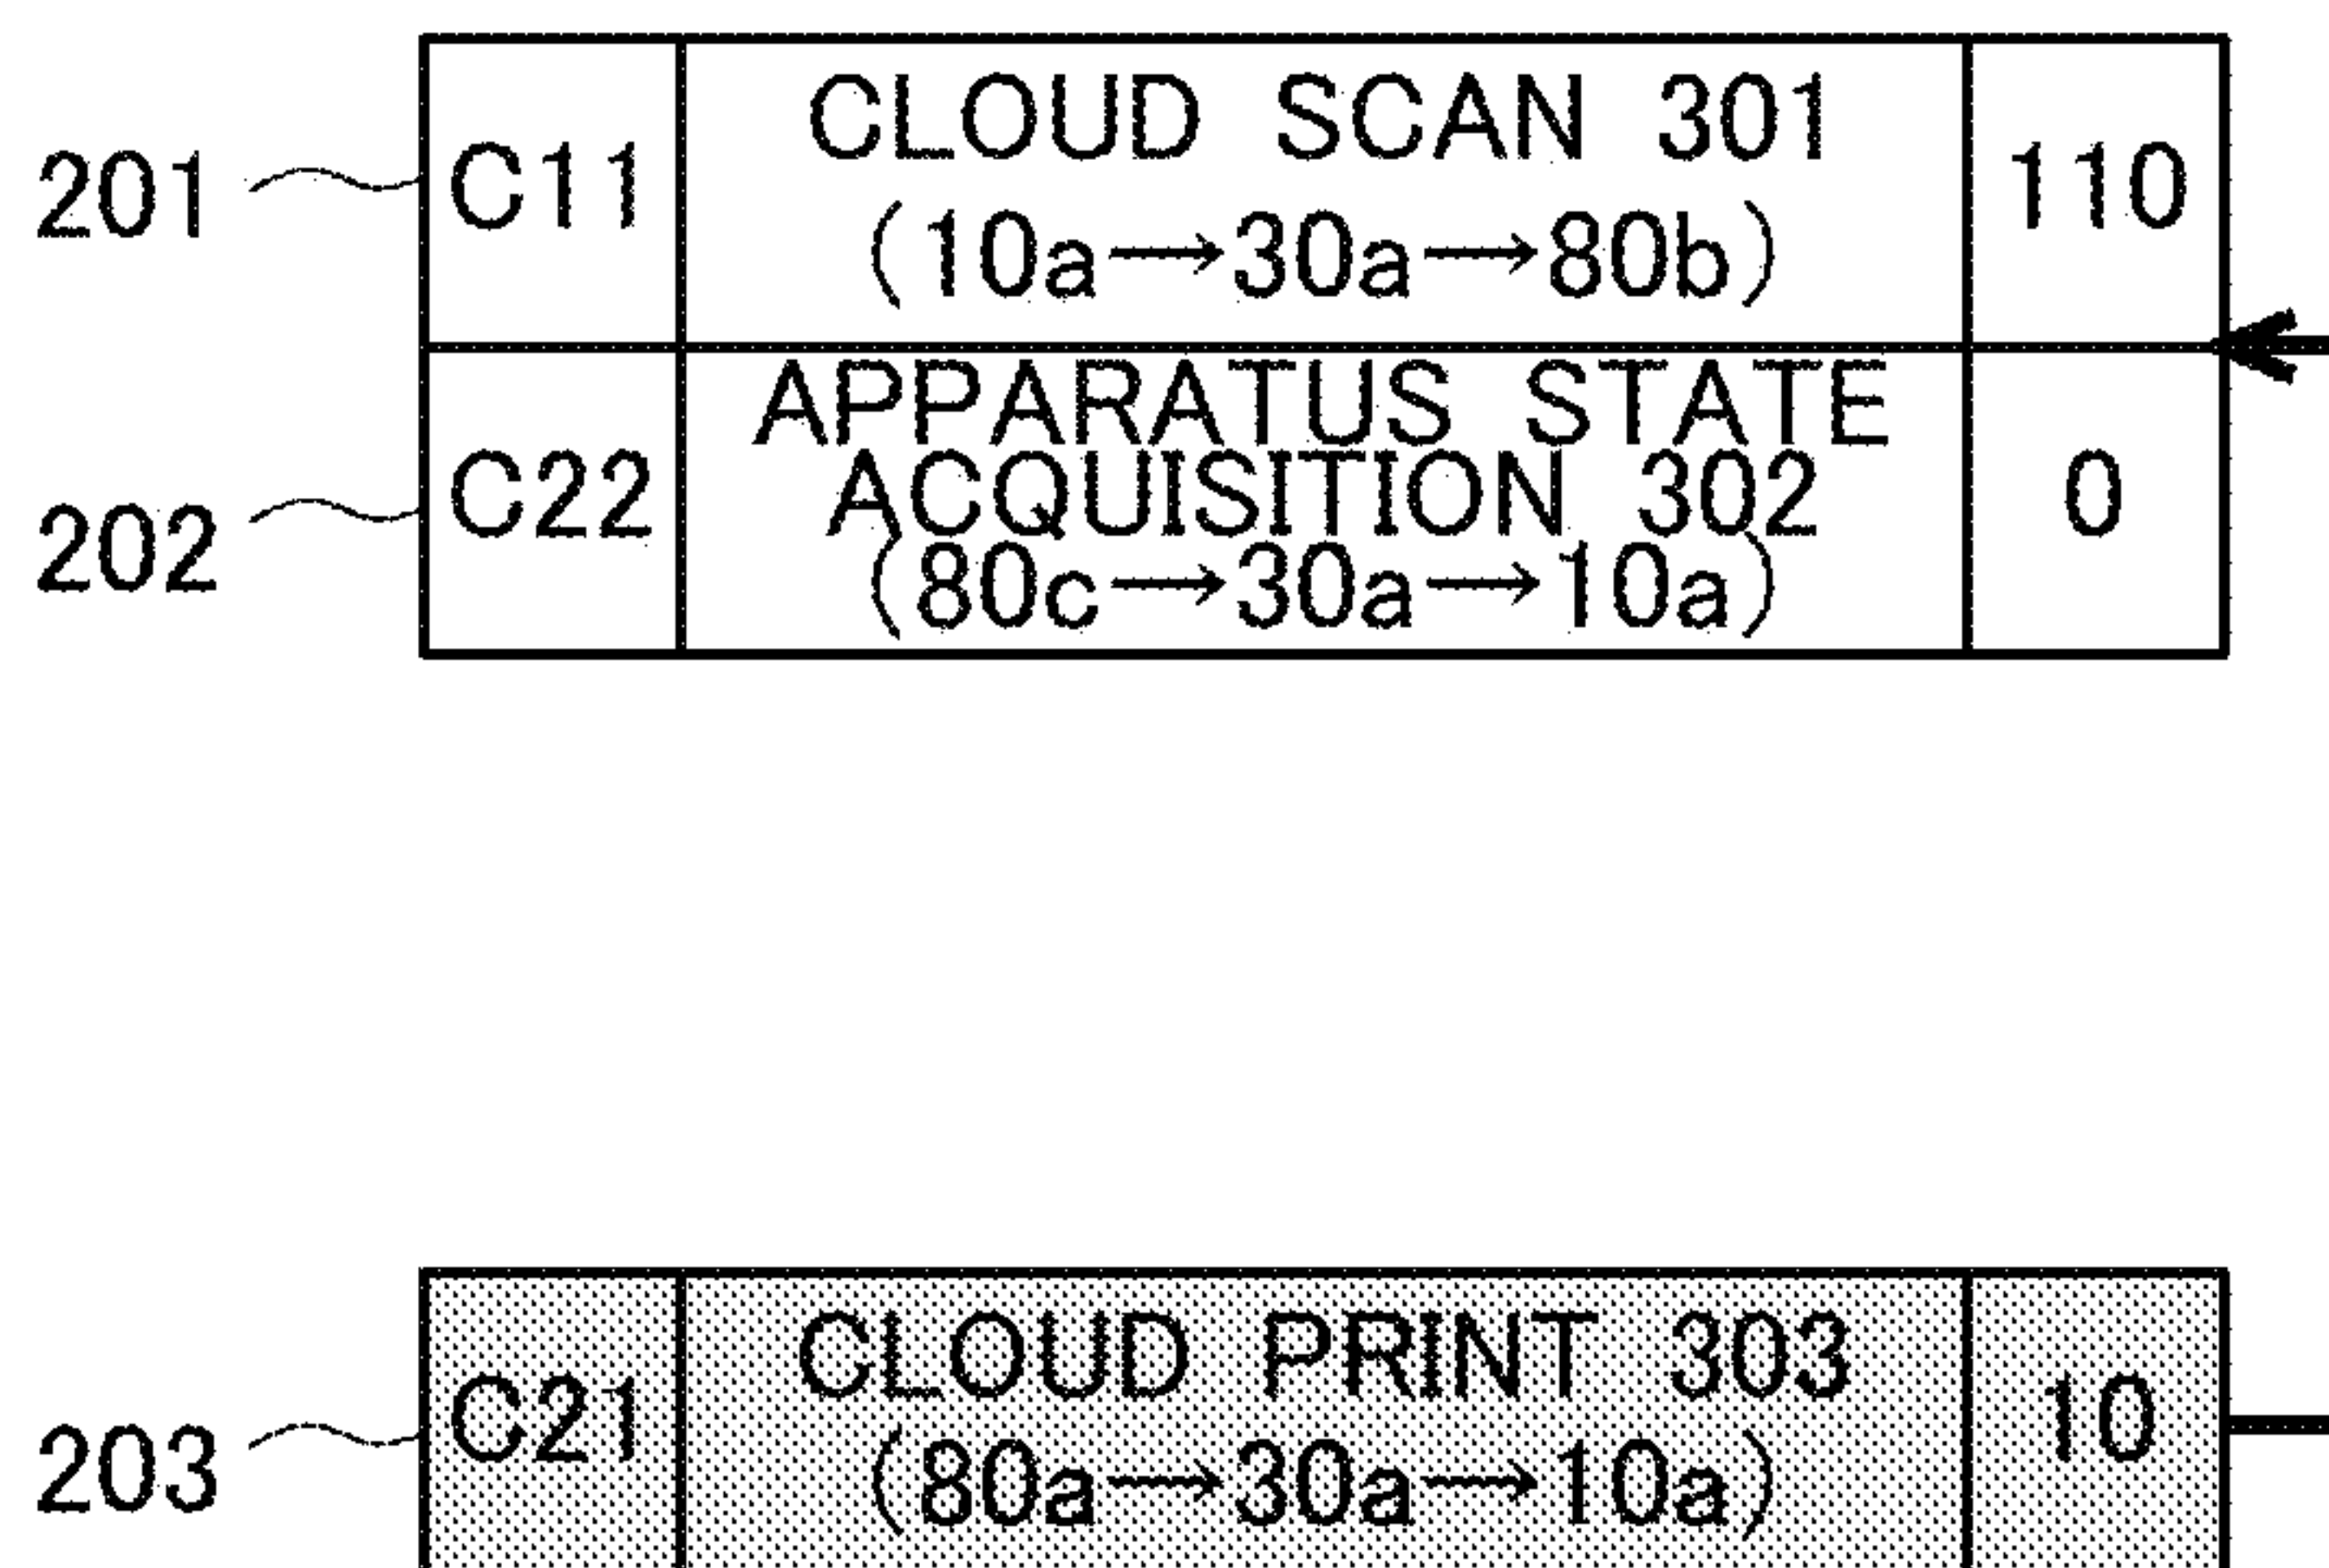 201 C11 CLOUD SCAN 301 110
(10a→30a→80b)
202 C22 APPARATUS STATE 0
ACQUISITION 302
(80c→30a→10a)
203 C21 CLOUD PRINT 303 10
(80a→30a→10a)